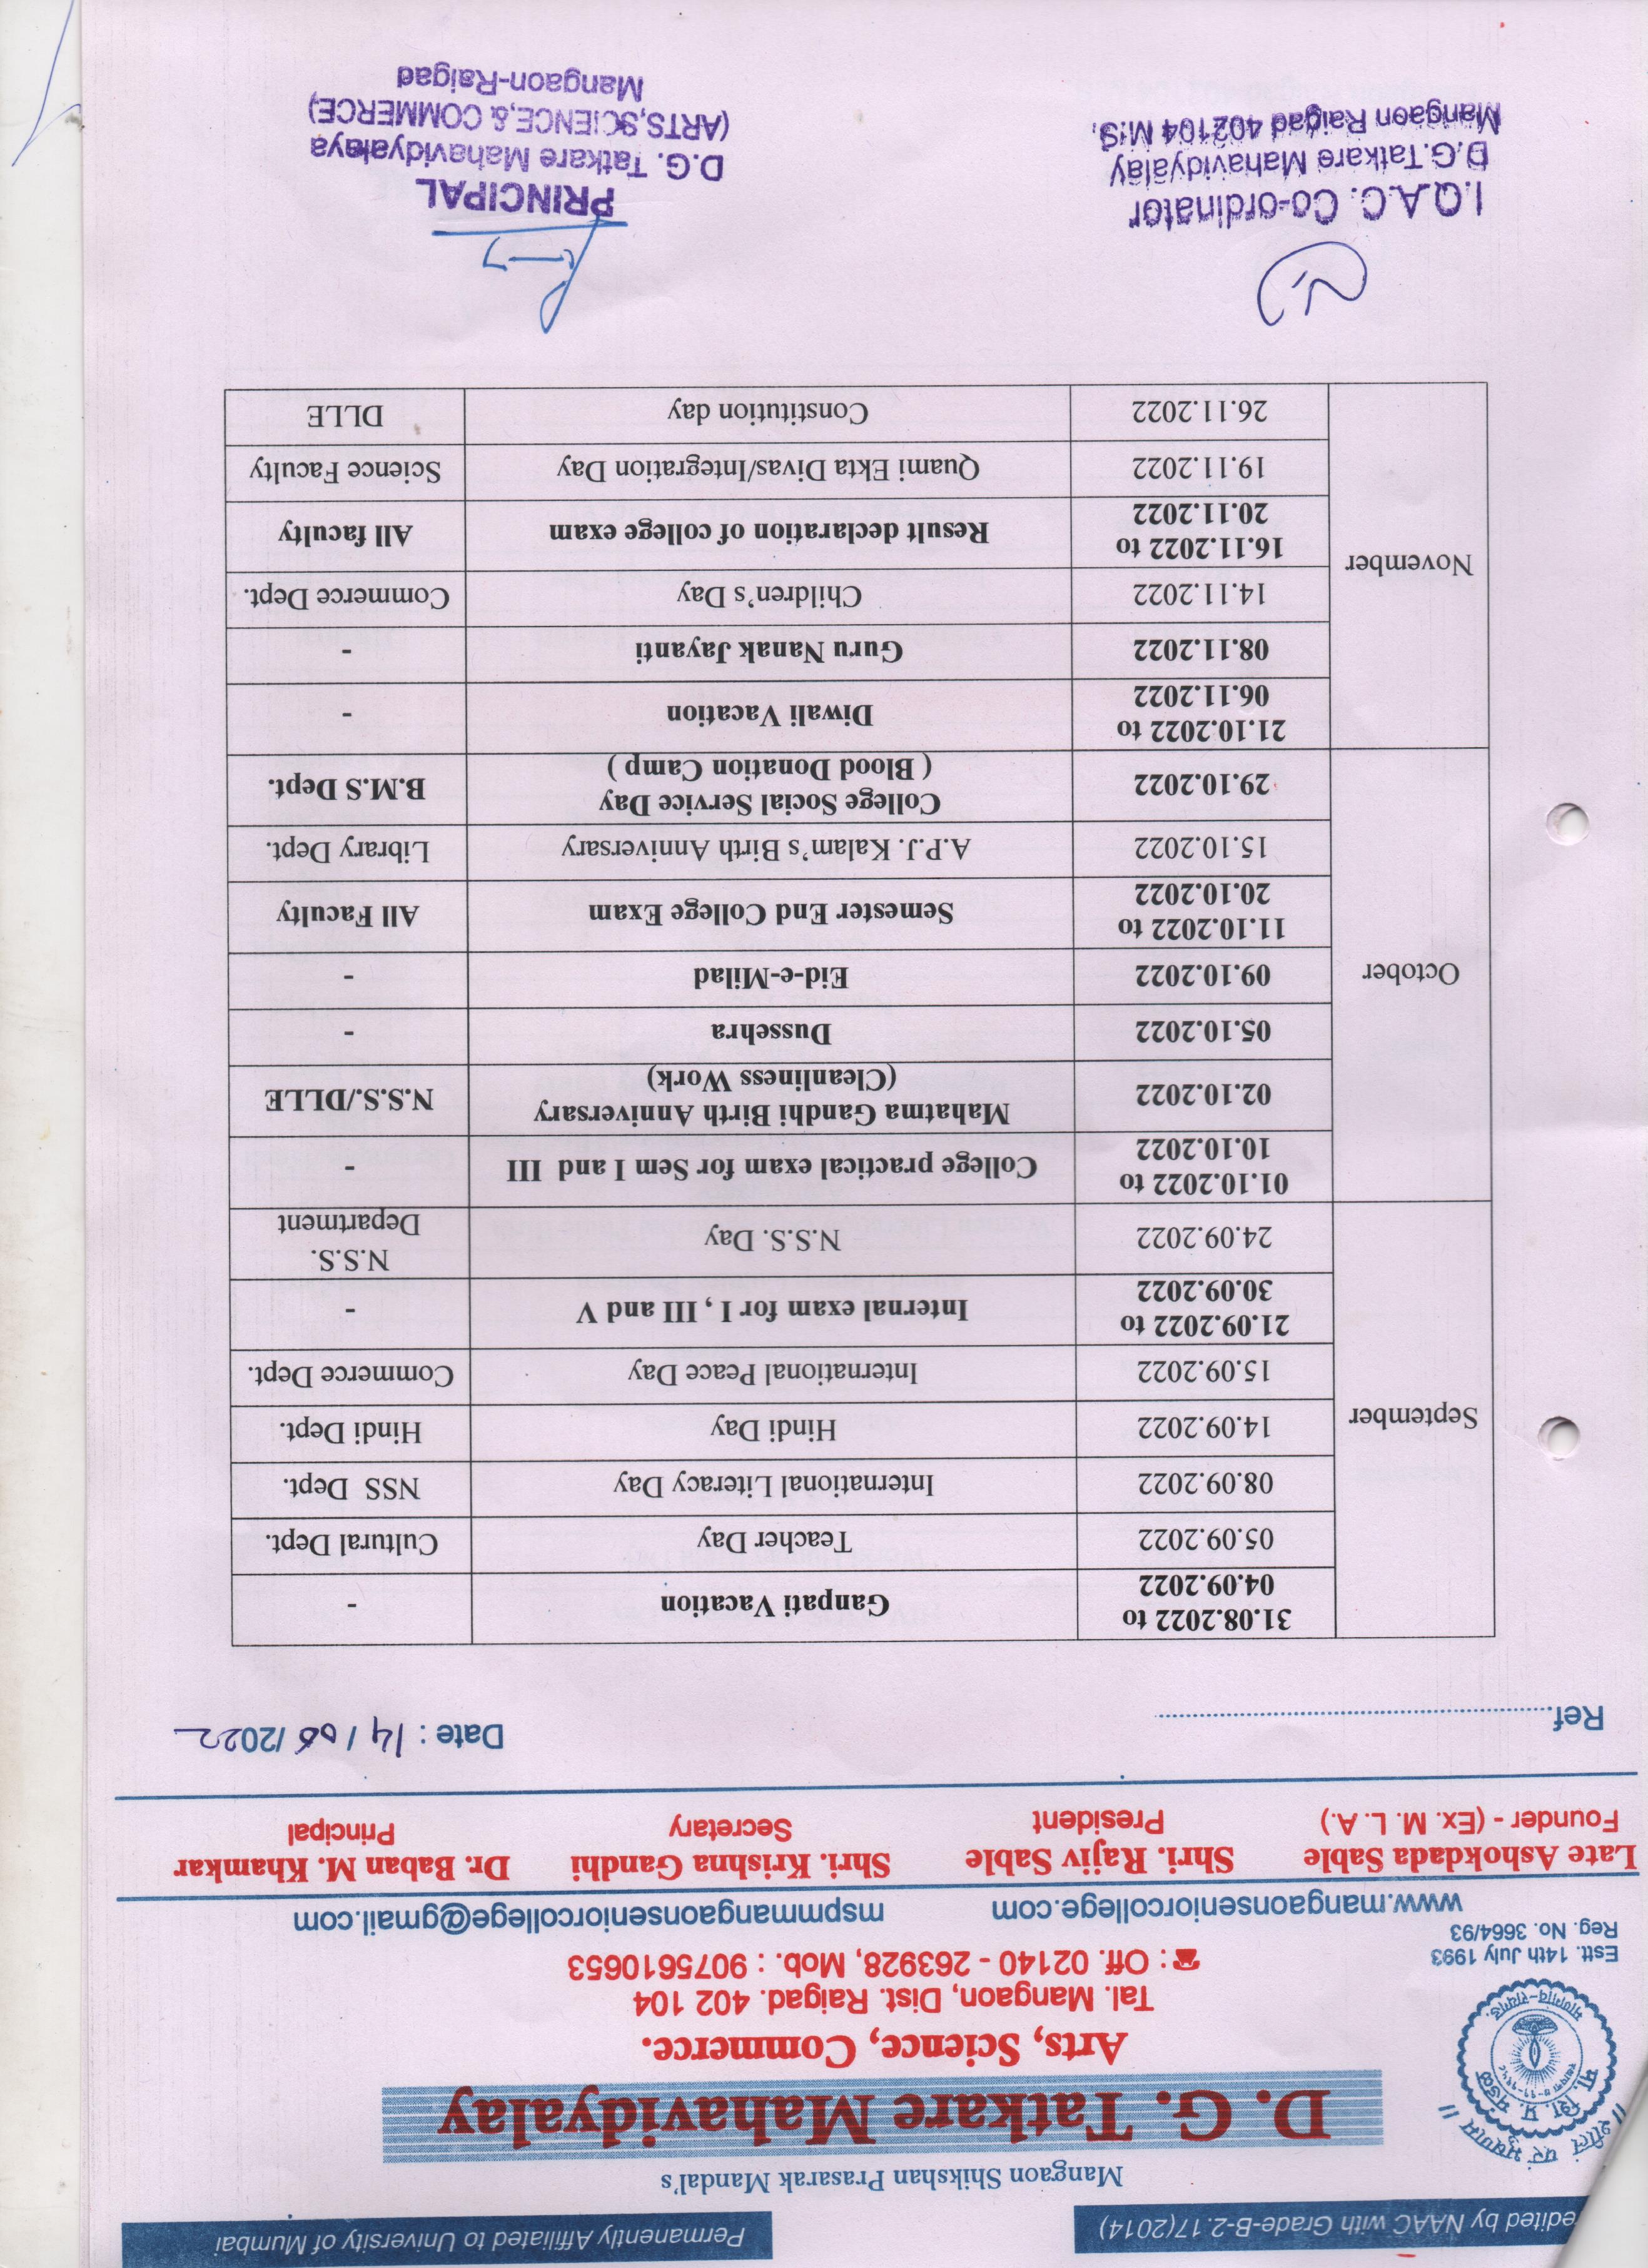 edited by NAAC with Grade-B-2.17(2014)
Permanently Affiliated to University of Mumbai
Mangaon Shikshan Prasarak Mandal's
D. G. Tatkare Mahavidyalay
Arts, Science, Commerce.
Tal. Mangaon, Dist. Raigad. 402 104
☎: Off. 02140 - 263928, Mob. : 9075610653
॥ शीलं परं भुषणम ॥
मा. शि. प्र. मंडळ
माणगांव-रायगड.
Estt. 14th July 1993
Reg. No. 3664/93
www.mangaonseniorcollege.com mspmmangaonseniorcollege@gmail.com
Late Ashokdada Sable Shri. Rajiv Sable Shri. Krishna Gandhi Dr. Baban M. Khamkar
Founder - (Ex. M. L. A.) President Secretary Principal
Ref..................................................... Date : 14 / 06 /2022
September
31.08.2022 to
04.09.2022
Ganpati Vacation
-
05.09.2022 Teacher Day Cultural Dept.
08.09.2022 International Literacy Day NSS Dept.
14.09.2022 Hindi Day Hindi Dept.
15.09.2022 International Peace Day Commerce Dept.
21.09.2022 to
30.09.2022
Internal exam for I , III and V
-
24.09.2022 N.S.S. Day
N.S.S.
Department
October
01.10.2022 to
10.10.2022
College practical exam for Sem I and III
-
02.10.2022
Mahatma Gandhi Birth Anniversary
(Cleanliness Work)
N.S.S./DLLE
05.10.2022 Dussehra -
09.10.2022 Eid-e-Milad -
11.10.2022 to
20.10.2022
Semester End College Exam
All Faculty
15.10.2022 A.P.J. Kalam's Birth Anniversary Library Dept.
29.10.2022
College Social Service Day
( Blood Donation Camp )
B.M.S Dept.
November
21.10.2022 to
06.11.2022
Diwali Vacation
-
08.11.2022 Guru Nanak Jayanti -
14.11.2022 Children's Day Commerce Dept.
16.11.2022 to
20.11.2022
Result declaration of college exam
All faculty
19.11.2022 Quami Ekta Divas/Integration Day Science Faculty
26.11.2022 Constitution day DLLE
I.Q.A.C. Co-ordinator
D.G.Tatkare Mahavidyalay
Mangaon Raigad 402104 M.S.
PRINCIPAL
D.G. Tatkare Mahavidyalaya
(ARTS,SCIENCE,& COMMERCE)
Mangaon-Raigad